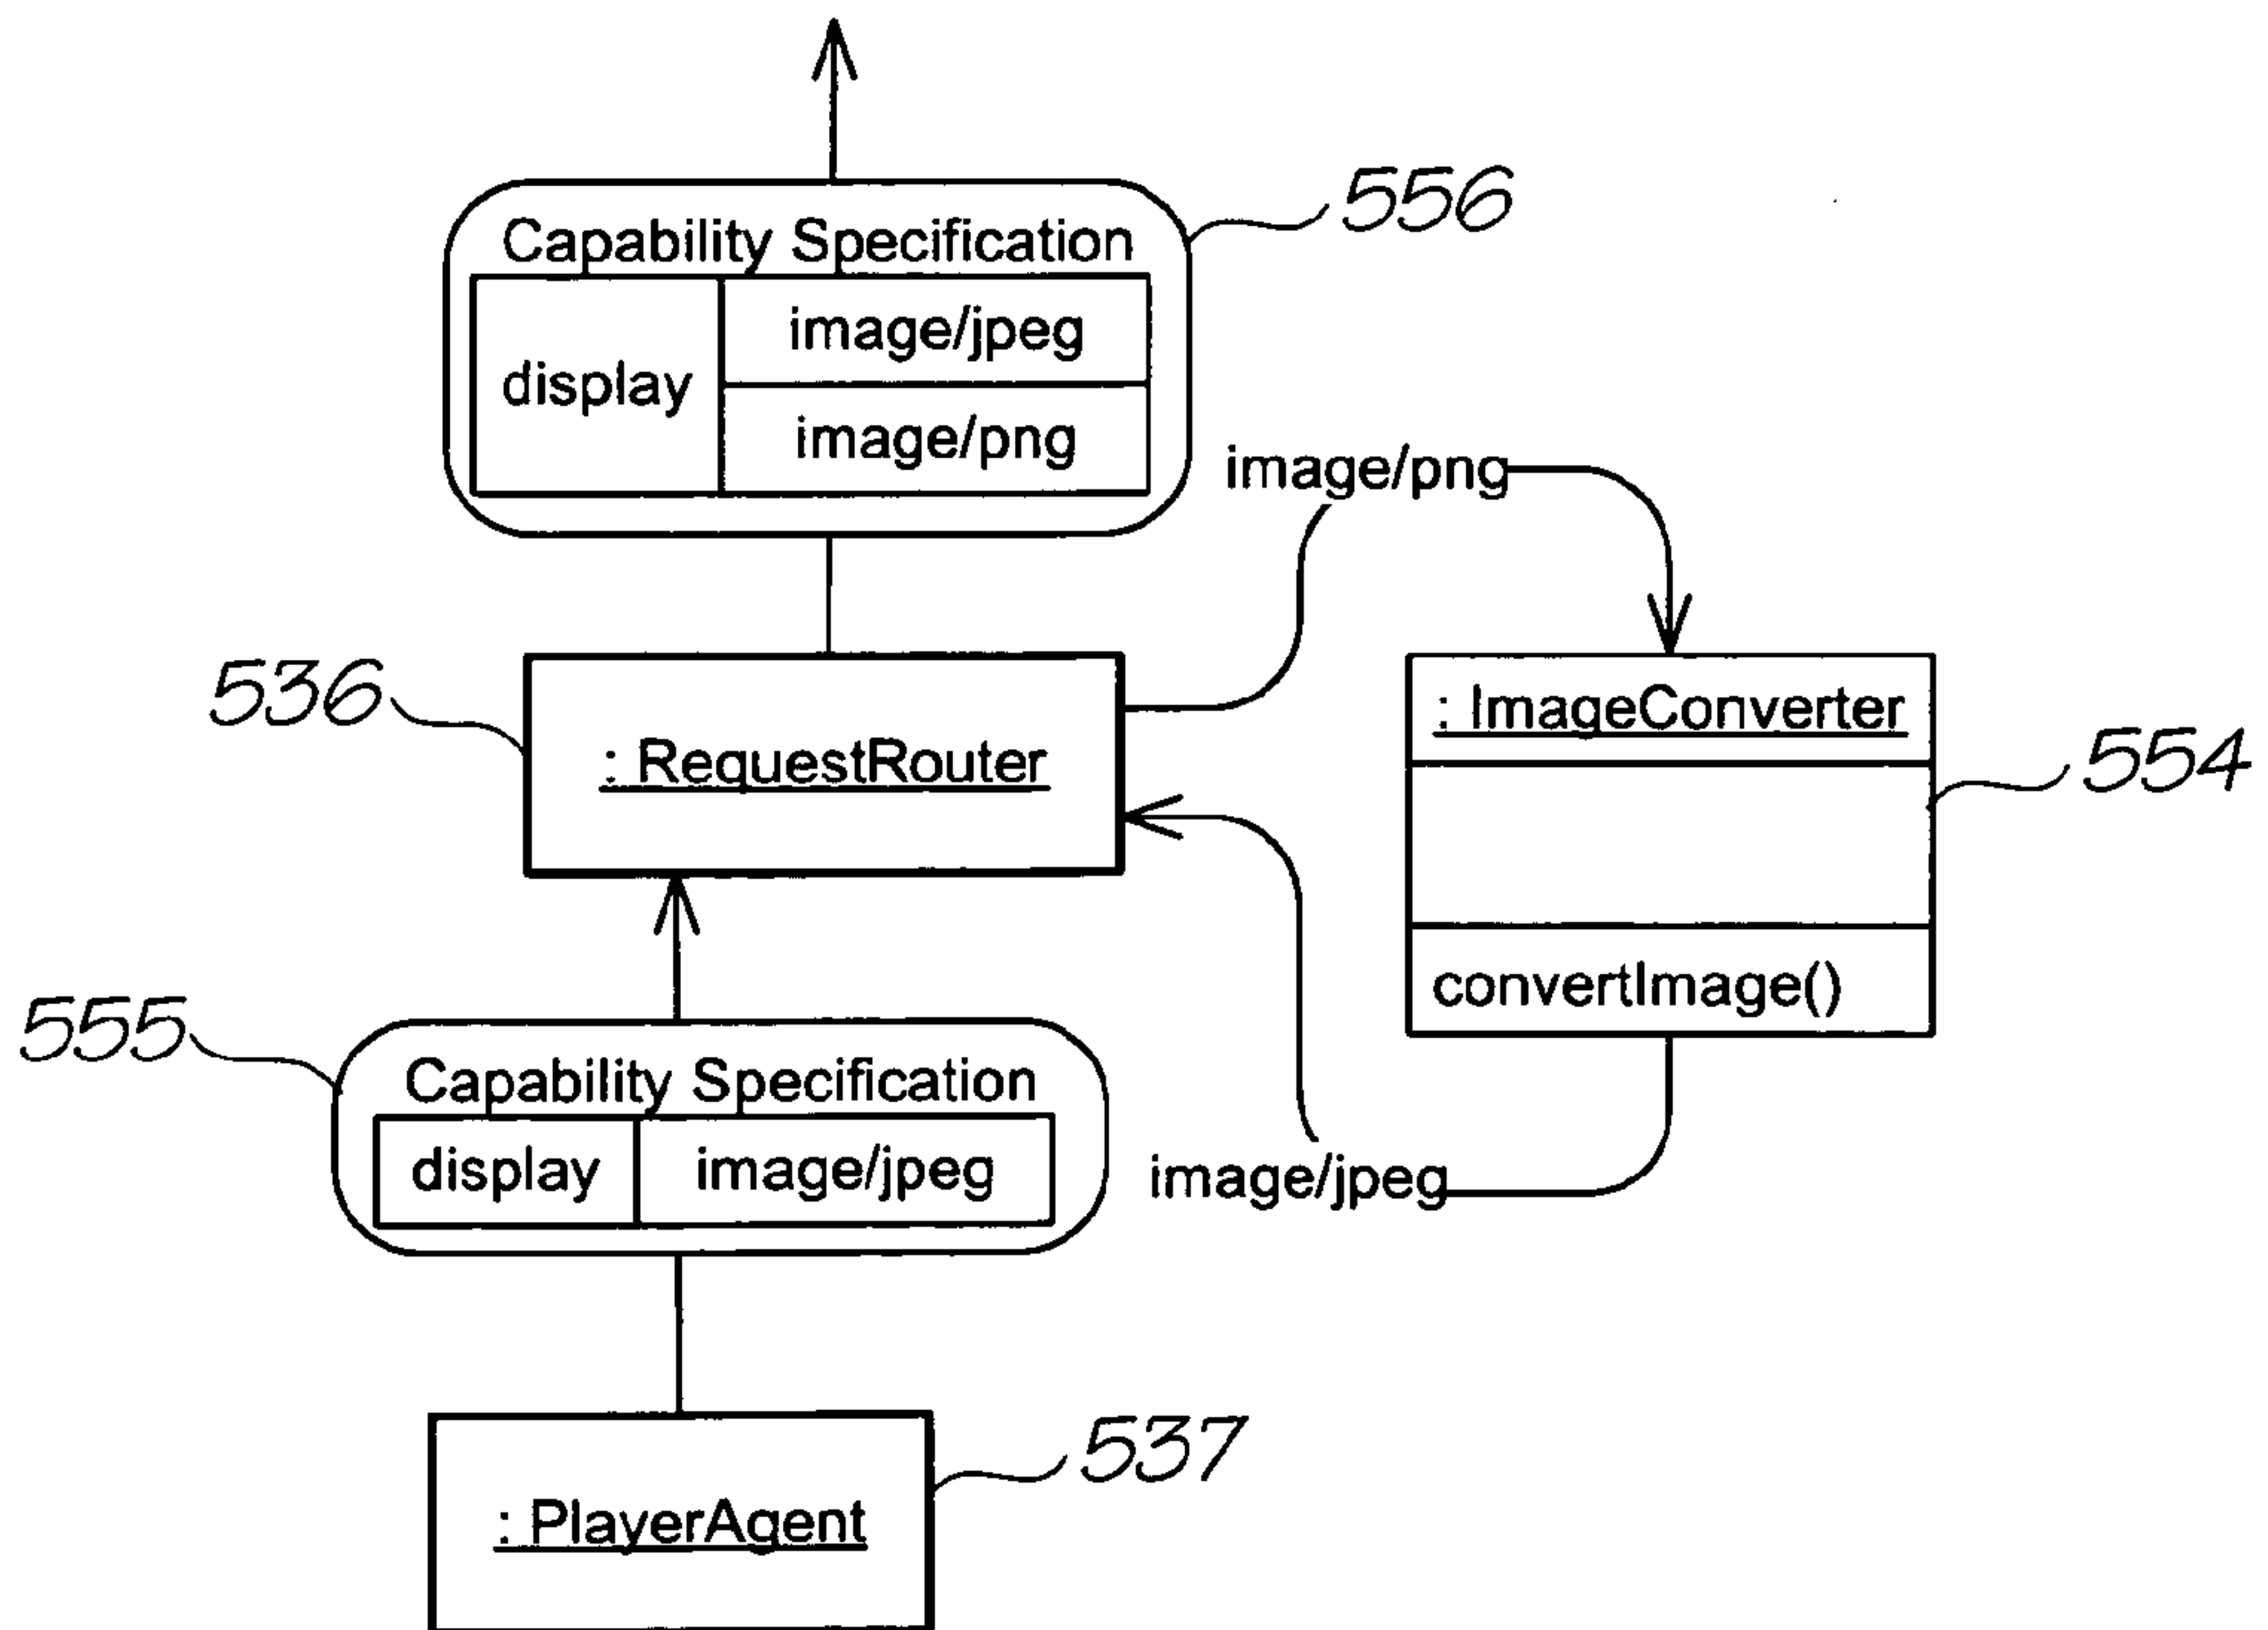 556
Capability Specification
display
image/jpeg
image/png
image/png
536
: RequestRouter
: ImageConverter
554
convertImage()
555
Capability Specification
display
image/jpeg
image/jpeg
537
: PlayerAgent